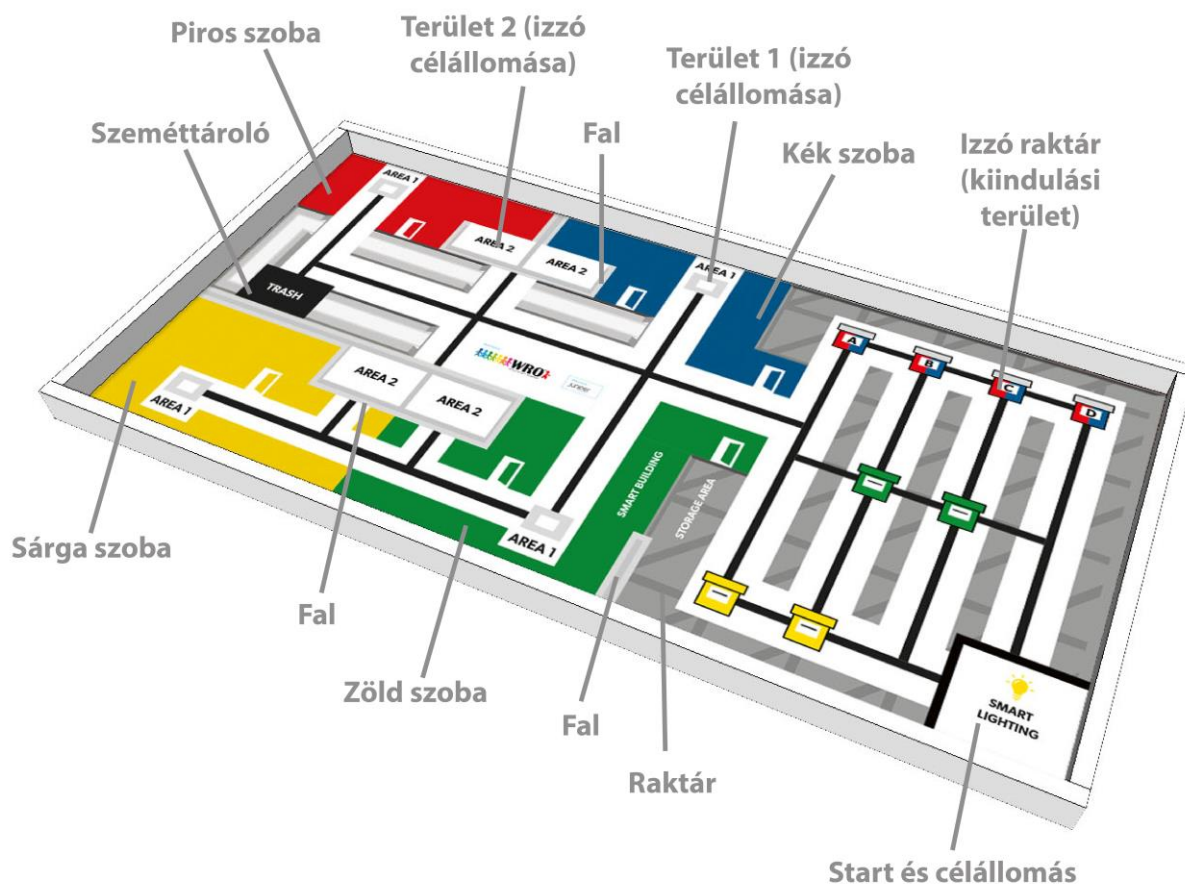 Piros szoba
Terület 2 (izzó
célállomása)
Terület 1 (izzó
célállomása)
Szeméttároló
Fal
Kék szoba
Izzó raktár
(kiindulási
terület)
AREA 1
AREA 2
AREA 2
AREA 1
TRASH
WRO
A
B
C
D
AREA 2
AREA 2
AREA 1
SMART BUILDING
STORAGE AREA
AREA 1
SMART
LIGHTING
Sárga szoba
Fal
Zöld szoba
Fal
Raktár
Start és célállomás